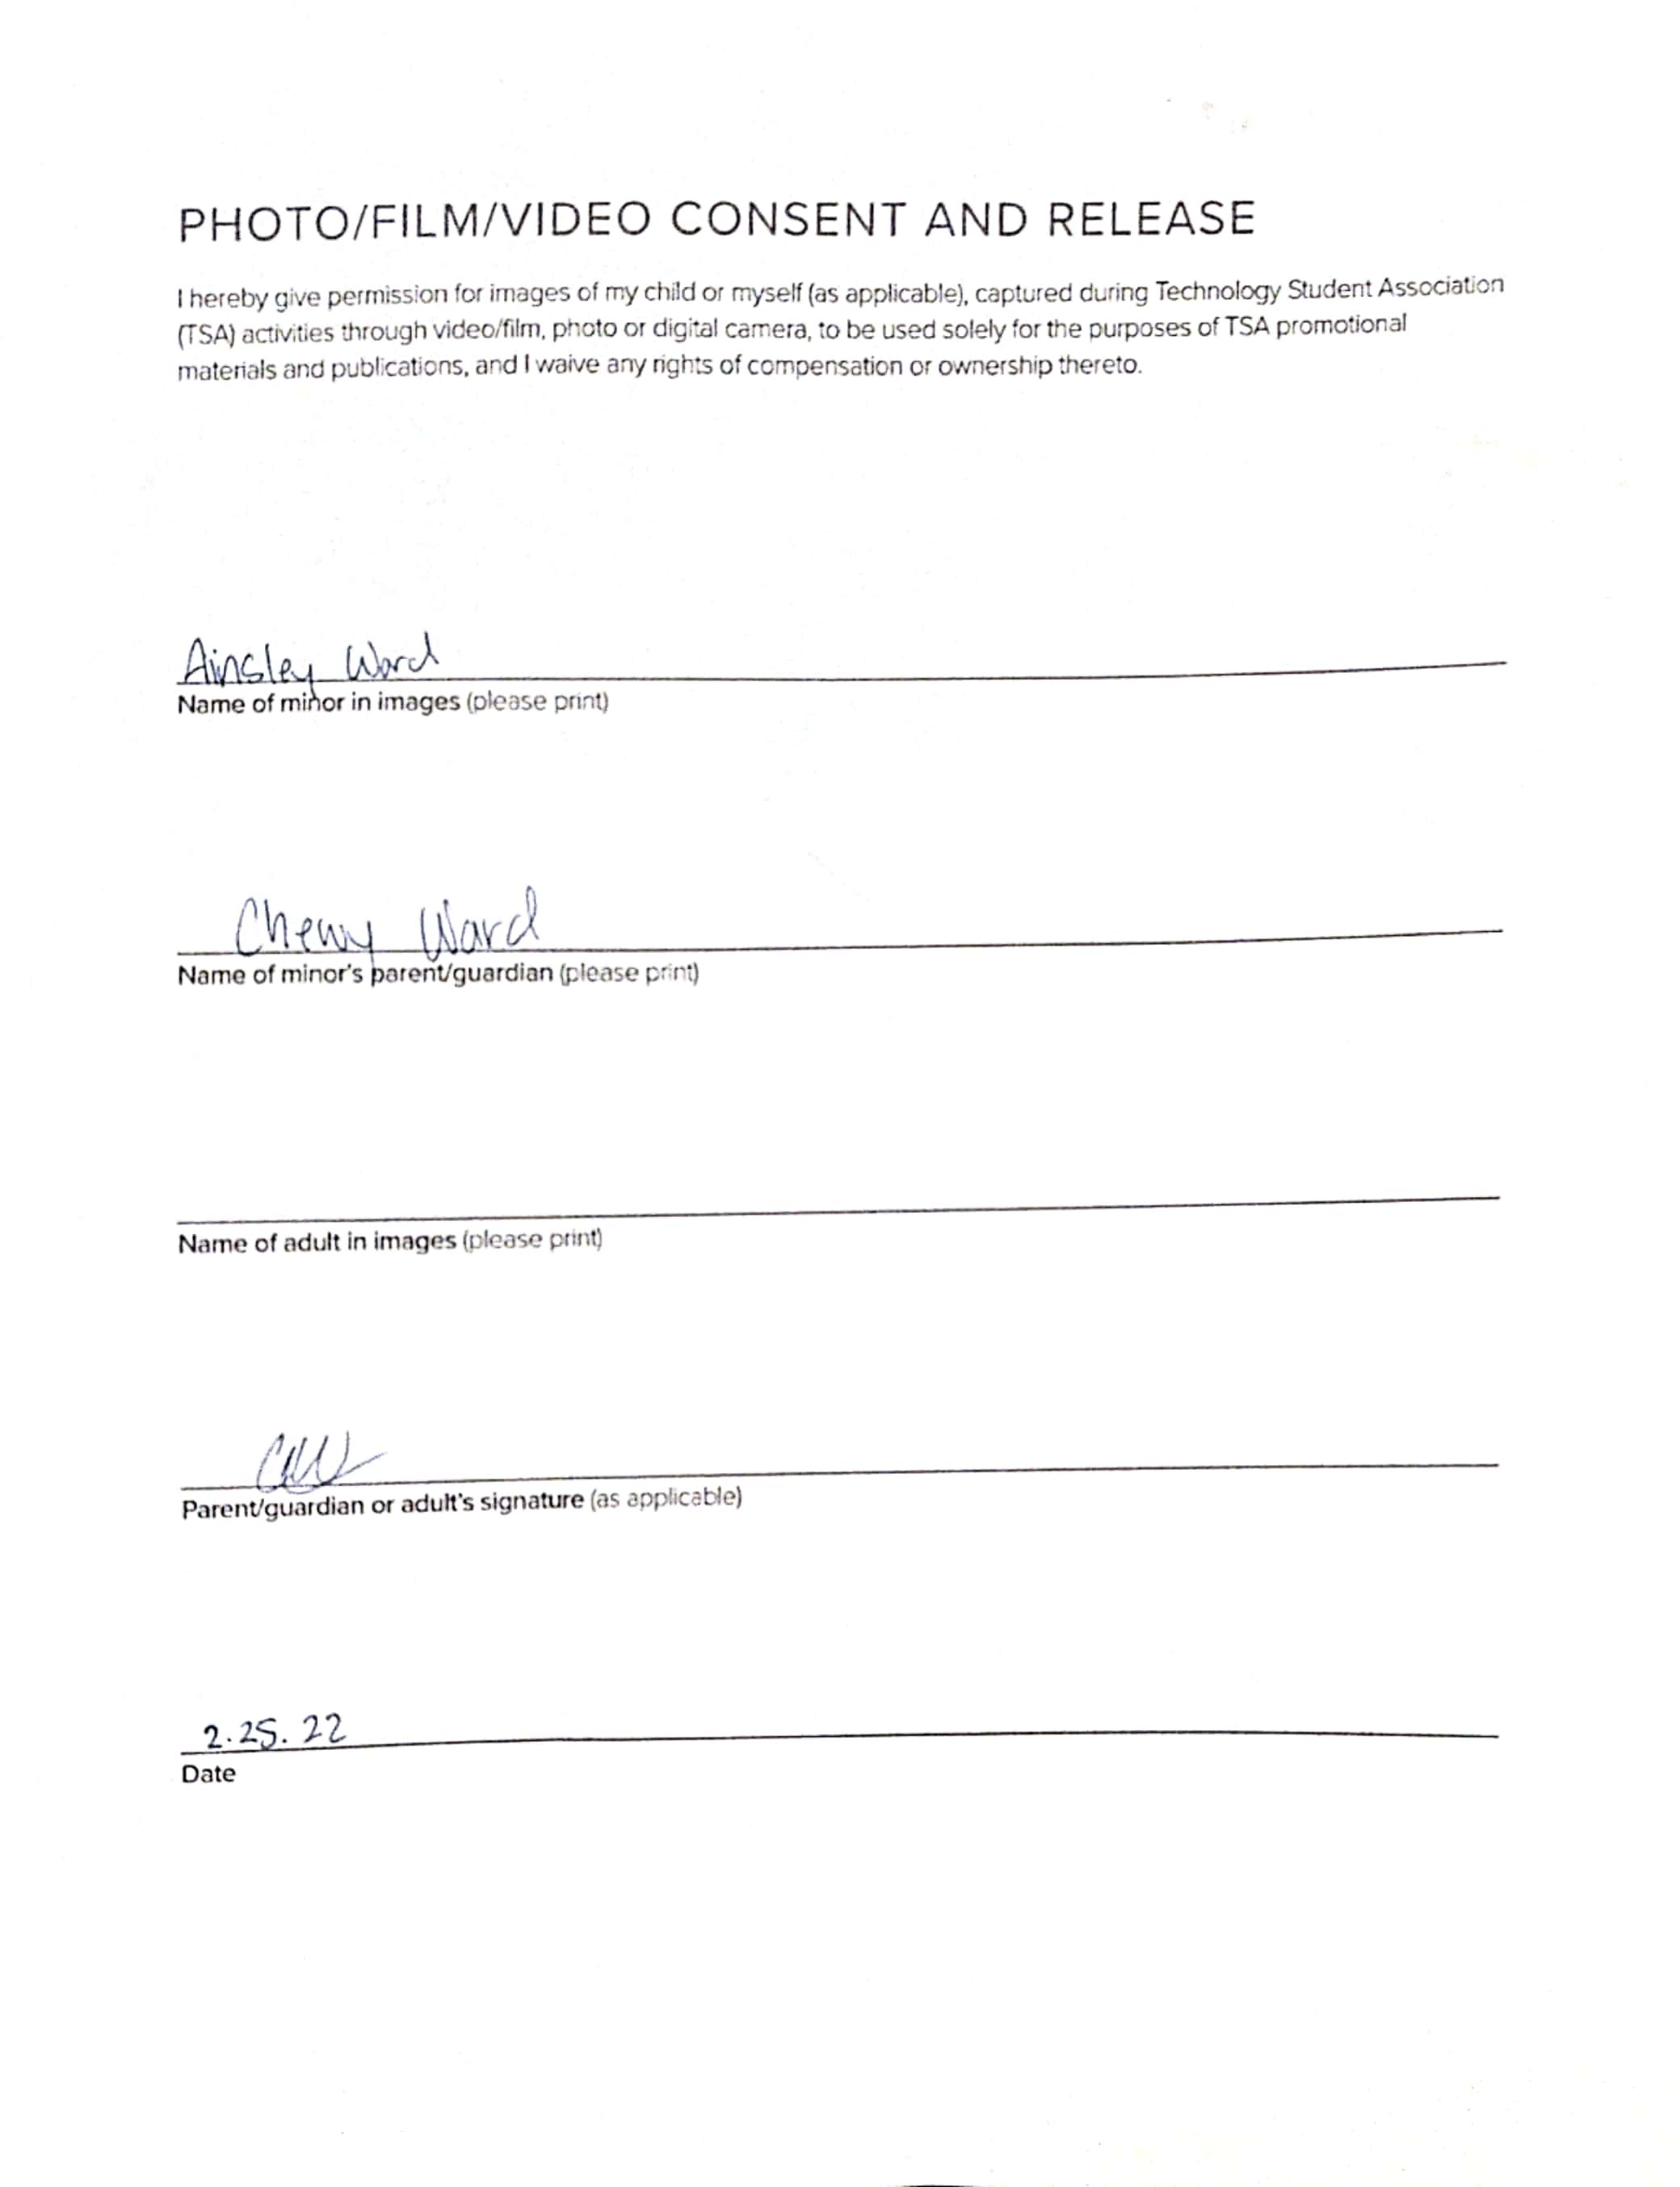 PHOTO/FILM/VIDEO CONSENT AND RELEASE
I hereby give permission for images of my child or myself (as applicable), captured during Technology Student Association
(TSA) activities through video/film, photo or digital camera, to be used solely for the purposes of TSA promotional
materials and publications, and I waive any rights of compensation or ownership thereto.
Ainsley Ward
Name of minor in images (please print)
Ward
Name of minor's parent/guardian (please print)
Name of adult in images (please print)
Parent/guardian or adult's signature (as applicable)
2.25.22
Date